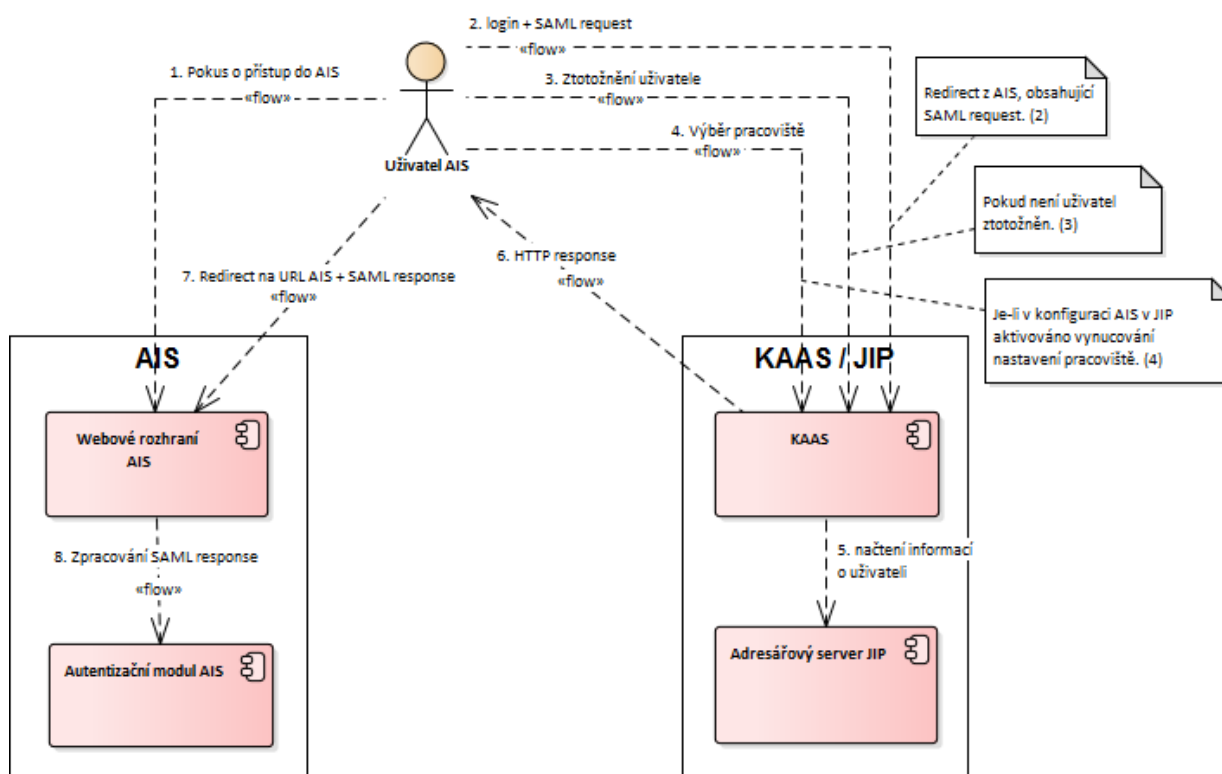 2. login + SAML request
«flow»
1. Pokus o přístup do AIS
«flow»
3. Ztotožnění uživatele
«flow»
4. Výběr pracoviště
«flow»
Uživatel AIS
Redirect z AIS, obsahující
SAML request. (2)
Pokud není uživatel
ztotožněn. (3)
Je-li v konfiguraci AIS v JIP
aktivováno vynucování
nastavení pracoviště. (4)
6. HTTP response
«flow»
7. Redirect na URL AIS + SAML response
«flow»
AIS
KAAS / JIP
Webové rozhraní
AIS
KAAS
8. Zpracování SAML response
«flow»
5. načtení informací
o uživateli
Autentizační modul AIS
Adresářový server JIP